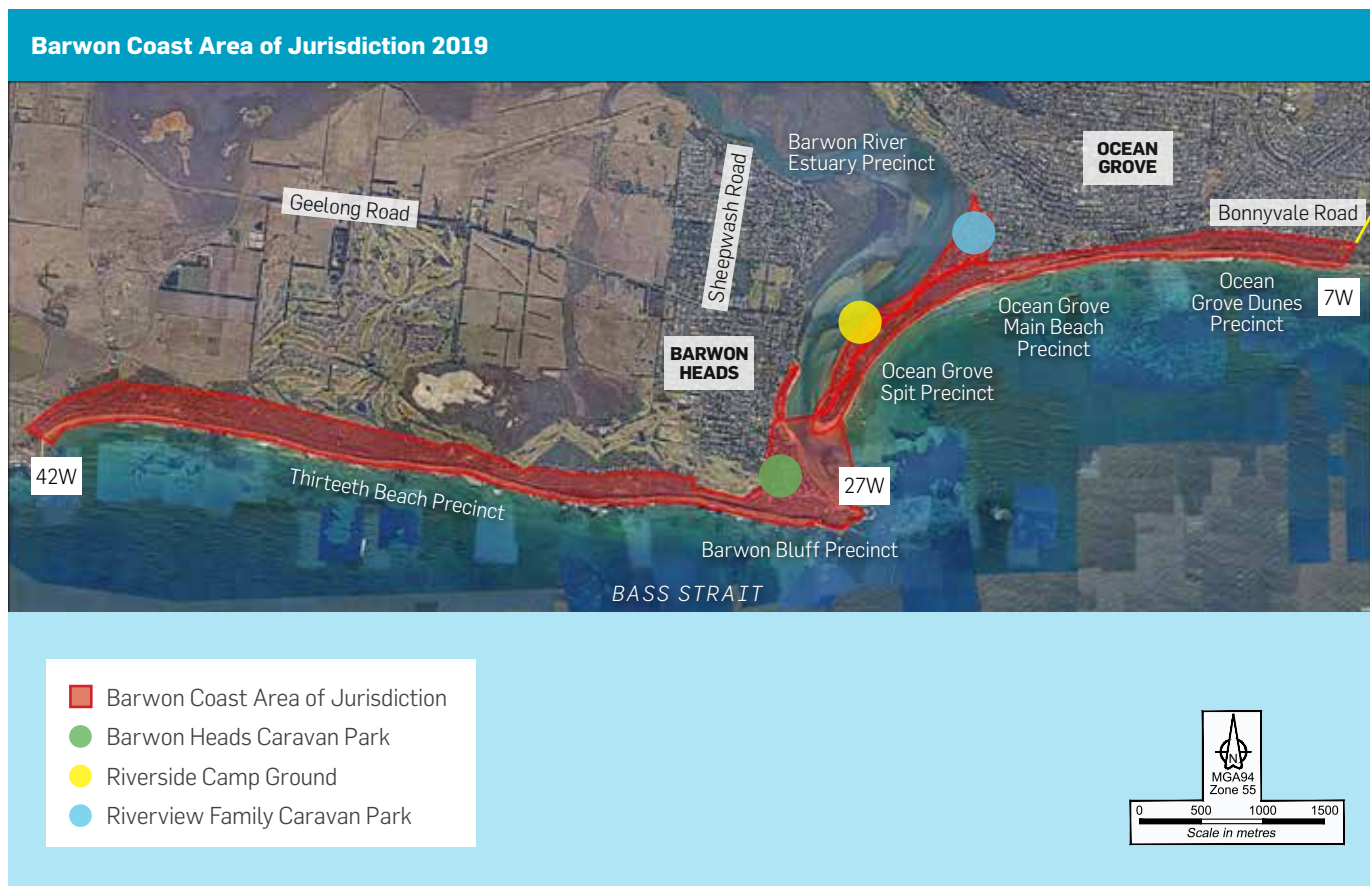 Barwon Coast Area of Jurisdiction 2019
Barwon River
Estuary Precinct
OCEAN
GROVE
Geelong Road
Sheepwash Road
Bonnyvale Road
BARWON
HEADS
Ocean Grove
Main Beach
Precinct
Ocean
Grove Dunes
Precinct
7W
Ocean Grove
Spit Precinct
42W
Thirteeth Beach Precinct
27W
Barwon Bluff Precinct
BASS STRAIT
Barwon Coast Area of Jurisdiction
Barwon Heads Caravan Park
Riverside Camp Ground
Riverview Family Caravan Park
N
MGA94
Zone 55
0 500 1000 1500
Scale in metres